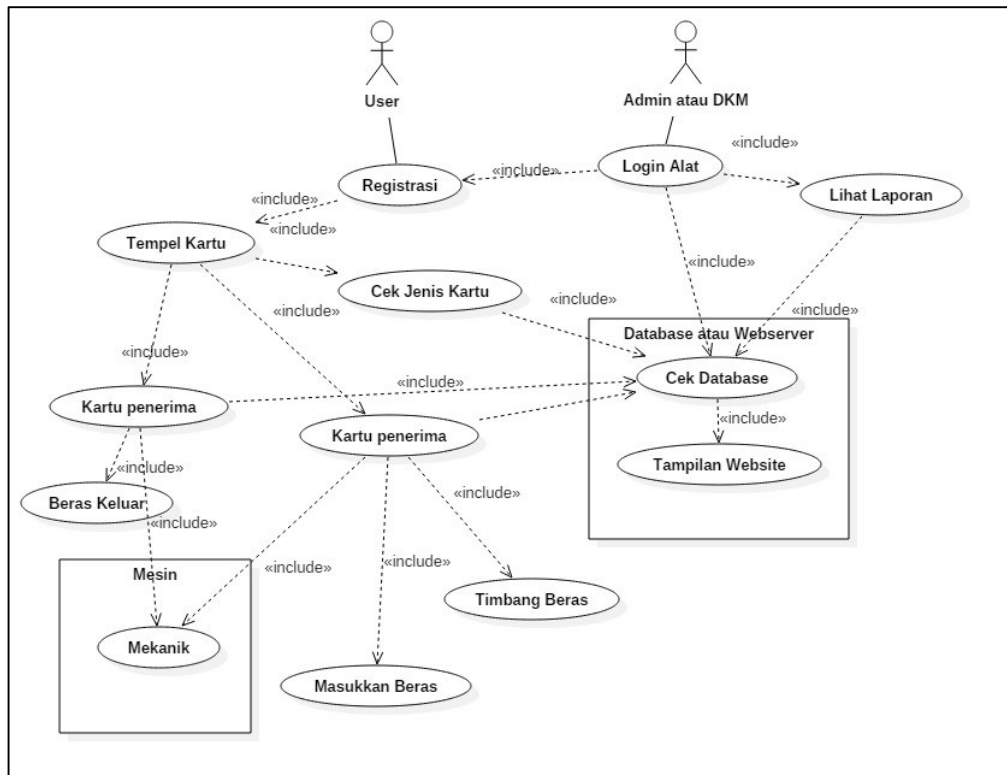 User
Admin atau DKM
«include»
Login Alat
«include»
Registrasi
Lihat Laporan
«include»
«include»
Tempel Kartu
«include»
Cek Jenis Kartu
«include»
Database atau Webserver
«include»
«include»
Cek Database
«include»
Kartu penerima
«include»
Kartu penerima
Tampilan Website
«include»
«include»
Beras Keluar
«include»
«include»
«include»
Mesin
Timbang Beras
Mekanik
Masukkan Beras